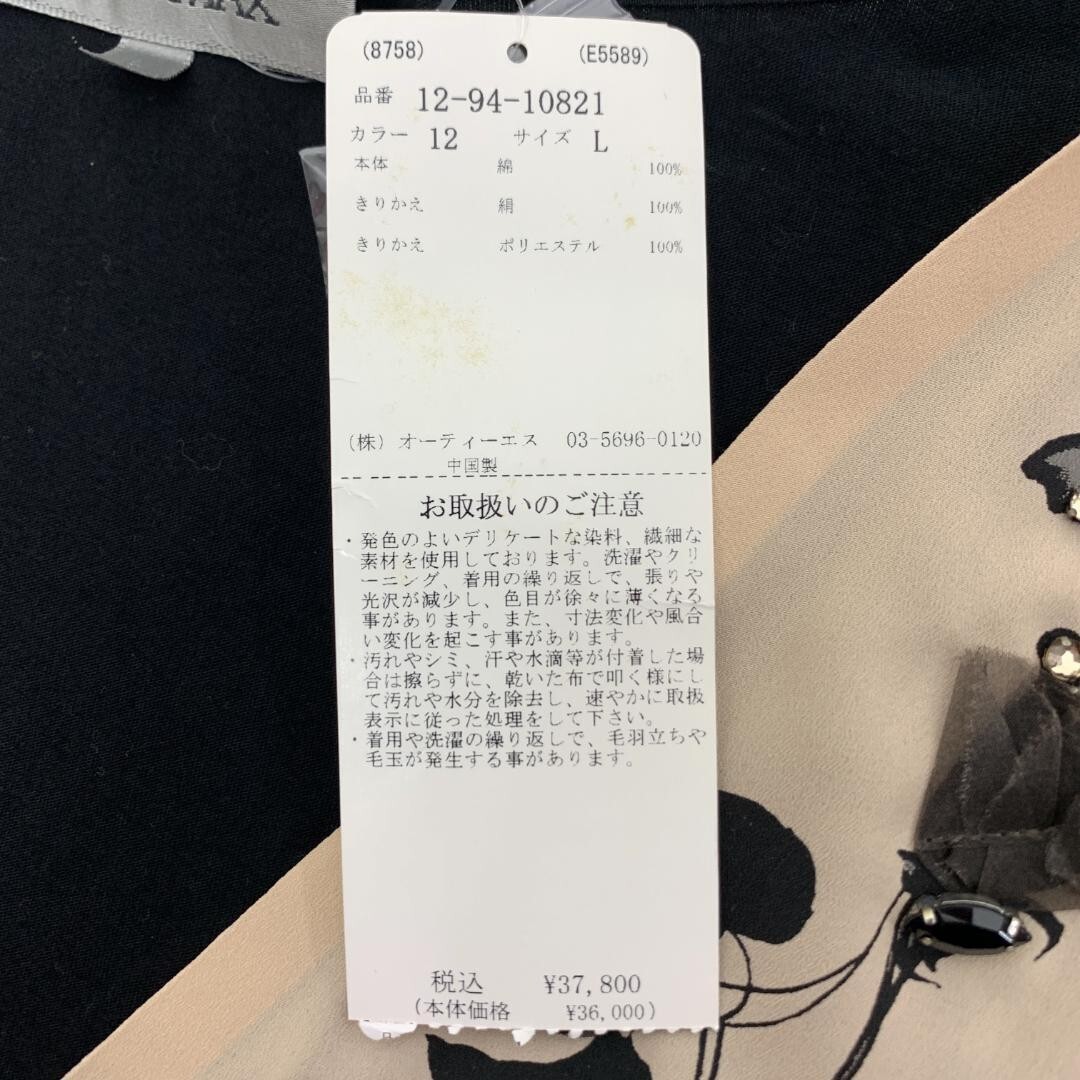 (8758) (E5589)
品番 12-94-10821
カラー 12 サイズ L
本体 綿 100%
きりかえ 絹 100%
きりかえ ポリエステル 100%
(株) オーティーエス 03-5696-0120
中国製
お取扱いのご注意
・発色のよいデリケートな染料、繊細な
素材を使用しております。洗濯やクリ
ーニング、着用の繰り返しで、張りや
光沢が減少し、色目が徐々に薄くなる
事があります。また、寸法変化や風合
い変化を起こす事があります。
・汚れやシミ、汗や水滴等が付着した場
合は擦らずに、乾いた布で叩く様にし
て汚れや水分を除去し、速やかに取扱
表示に従った処理をして下さい。
・着用や洗濯の繰り返しで、毛羽立ちや
毛玉が発生する事があります。
税込 ¥37,800
(本体価格 ¥36,000)